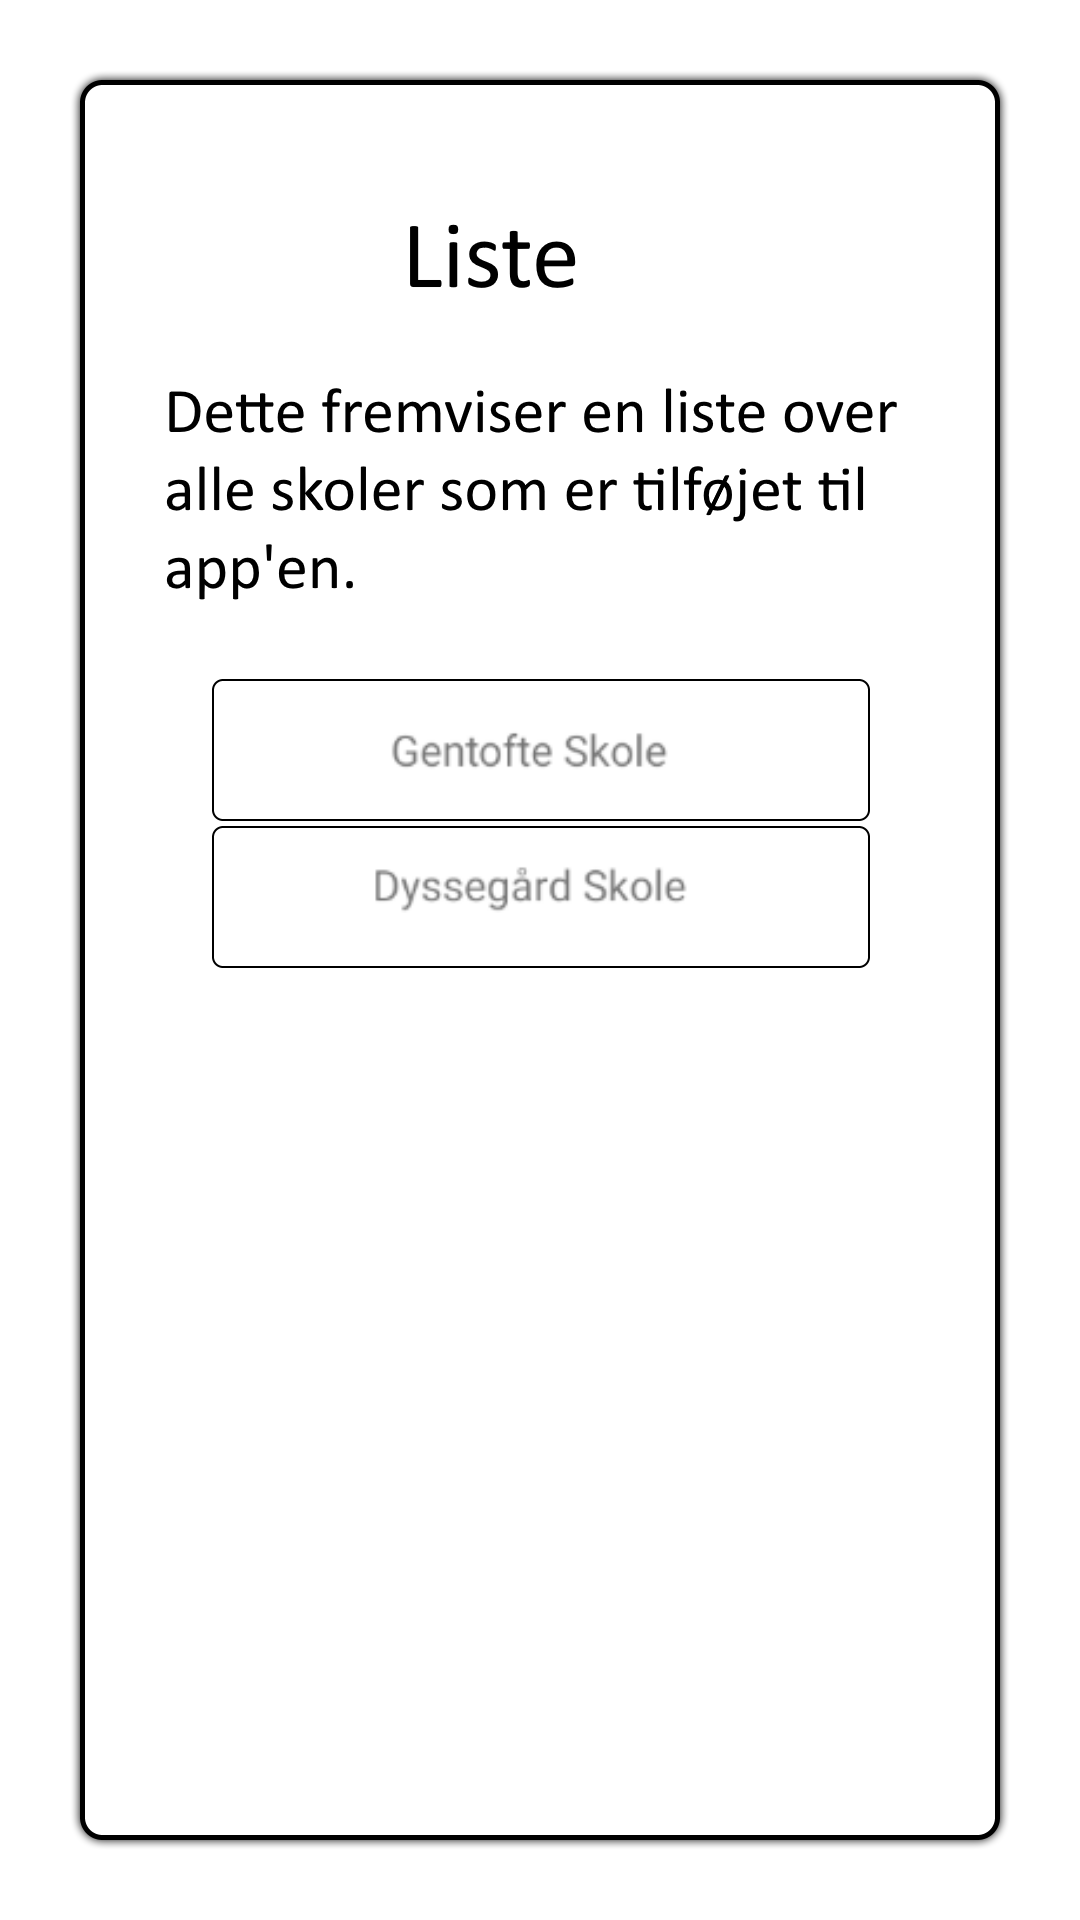 Liste
Dette fremviser en liste over
alle skoler som er tilføjet til
app'en.
Gentofte Skole
Dyssegård Skole